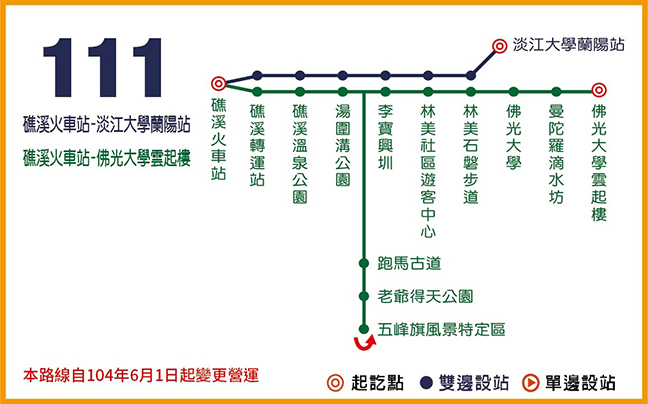 111
礁溪火車站-淡江大學蘭陽站
礁溪火車站-佛光大學雲起樓
淡江大學蘭陽站
礁溪火車站
礁溪轉運站
礁溪溫泉公園
湯圍溝公園
李寶興圳
林美社區遊客中心
林美石磐步道
佛光大學
曼陀羅滴水坊
佛光大學雲起樓
跑馬古道
老爺得天公園
五峰旗風景特定區
本路線自104年6月1日起變更營運
起訖點
雙邊設站
單邊設站